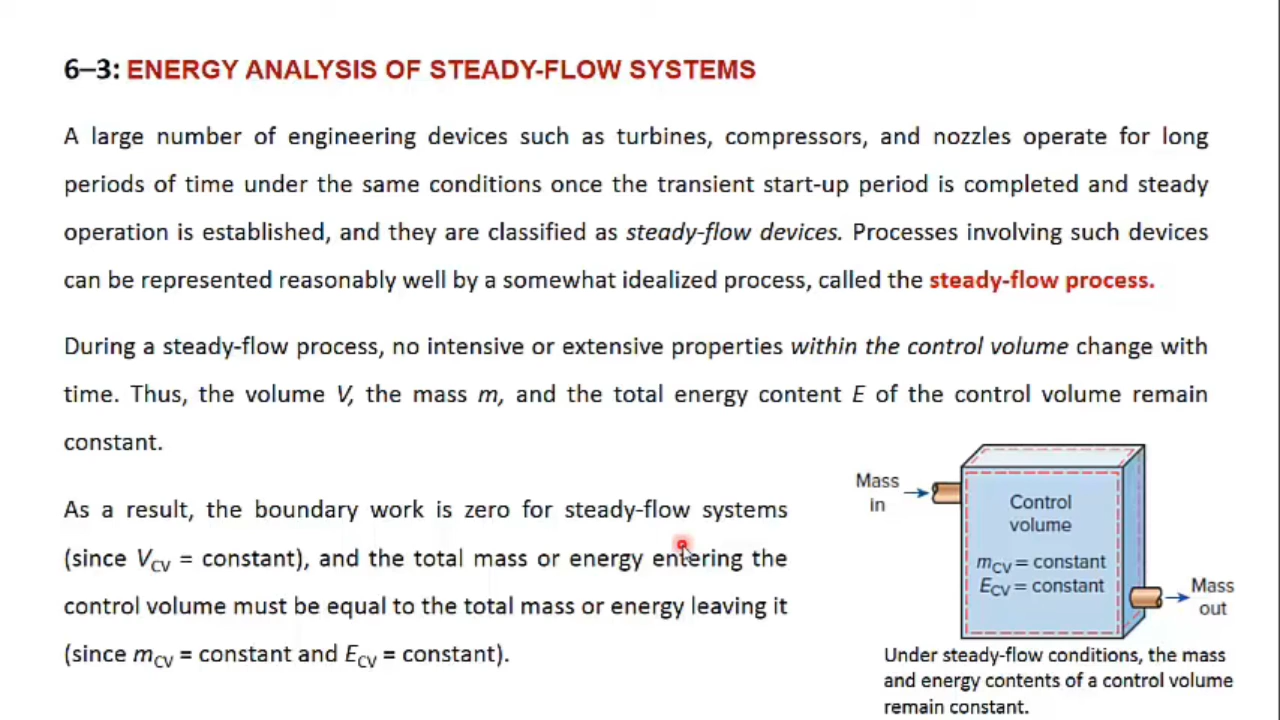 6–3: ENERGY ANALYSIS OF STEADY-FLOW SYSTEMS
A large number of engineering devices such as turbines, compressors, and nozzles operate for long
periods of time under the same conditions once the transient start-up period is completed and steady
operation is established, and they are classified as steady-flow devices. Processes involving such devices
can be represented reasonably well by a somewhat idealized process, called the steady-flow process.
During a steady-flow process, no intensive or extensive properties within the control volume change with
time. Thus, the volume V, the mass m, and the total energy content E of the control volume remain
constant.
As a result, the boundary work is zero for steady-flow systems
(since VCV = constant), and the total mass or energy entering the
control volume must be equal to the total mass or energy leaving it
(since mCV = constant and ECV = constant).
Mass
in
Control
volume
mCV = constant
ECV = constant
Mass
out
Under steady-flow conditions, the mass
and energy contents of a control volume
remain constant.